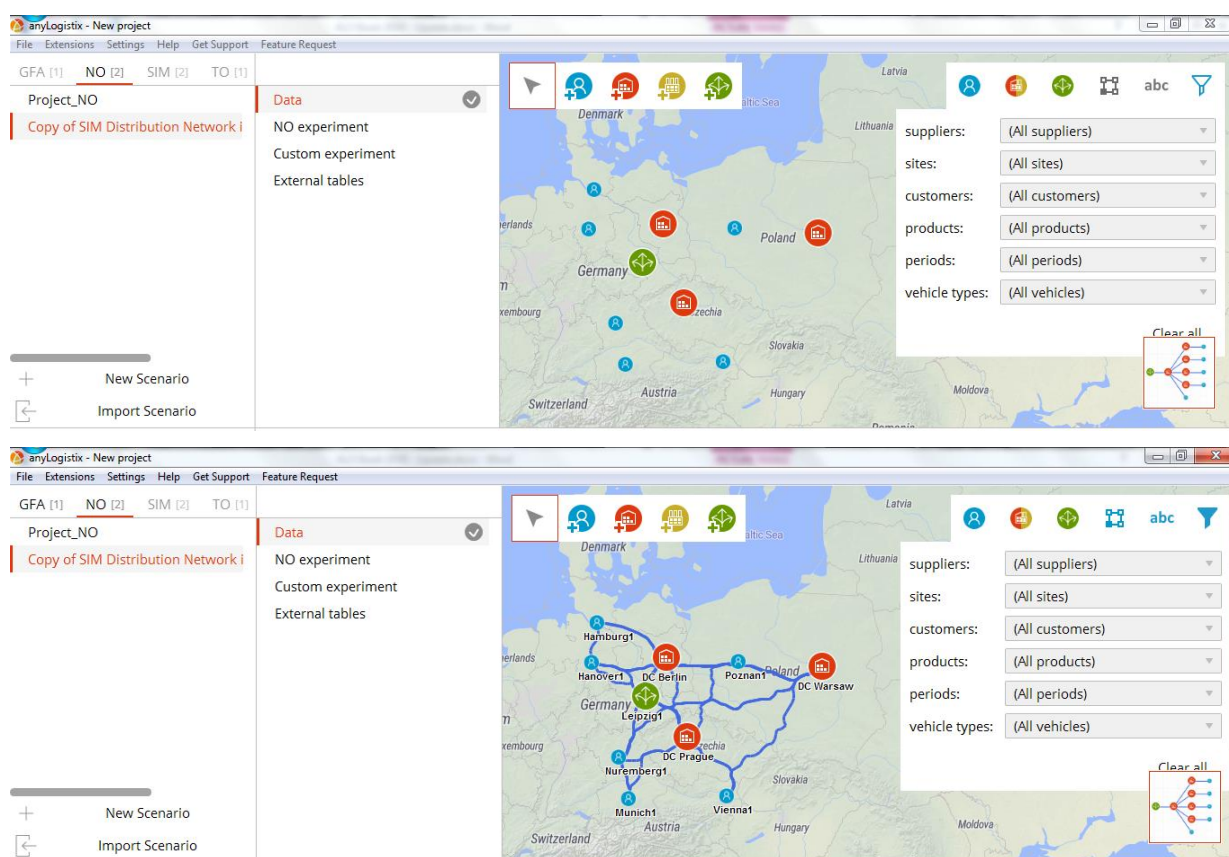 anyLogistix - New project
File Extensions Settings Help Get Support Feature Request
GFA [1] NO [2] SIM [2] TO [1]
Project_NO
Copy of SIM Distribution Network i
New Scenario
Import Scenario
Data
NO experiment
Custom experiment
External tables
Latvia
altic Sea
Denmark
Lithuania
erlands
Poland
Germany
m
xembourg
zechia
Slovakia
Austria
Hungary
Switzerland
Moldova
abc
suppliers: (All suppliers)
sites: (All sites)
customers: (All customers)
products: (All products)
periods: (All periods)
vehicle types: (All vehicles)
Clear all
anyLogistix - New project
File Extensions Settings Help Get Support Feature Request
GFA [1] NO [2] SIM [2] TO [1]
Project_NO
Copy of SIM Distribution Network i
New Scenario
Import Scenario
Data
NO experiment
Custom experiment
External tables
Latvia
altic Sea
Denmark
Lithuania
Hamburg1
erlands
Hanover1
DC Berlin
Poznan1
oland
DC Warsaw
Germany
Leipzig1
xembourg
zechia
DC Prague
Nuremberg1
Slovakia
Munich1
Vienna1
Austria
Hungary
Switzerland
Moldova
abc
suppliers: (All suppliers)
sites: (All sites)
customers: (All customers)
products: (All products)
periods: (All periods)
vehicle types: (All vehicles)
Clear all